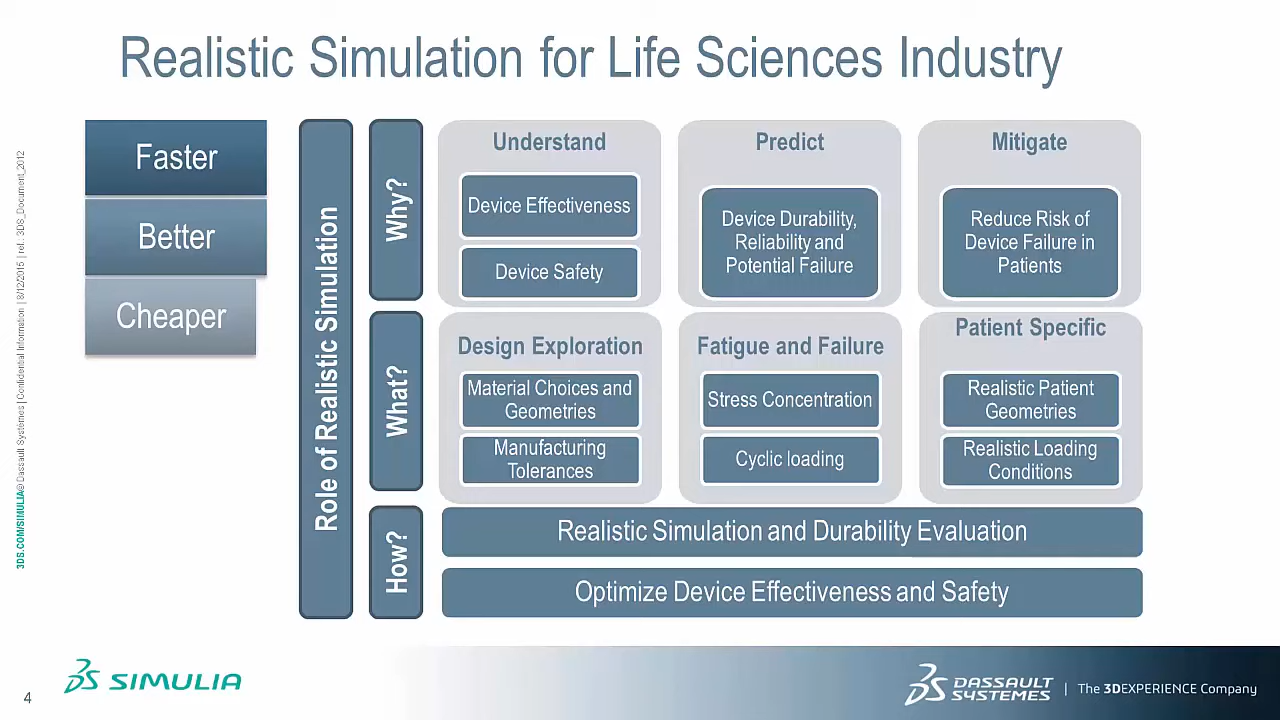 Realistic Simulation for Life Sciences Industry
Faster
Better
Cheaper
Role of Realistic Simulation
Why?
Understand
Device Effectiveness
Device Safety
Predict
Device Durability,
Reliability and
Potential Failure
Mitigate
Reduce Risk of
Device Failure in
Patients
What?
Design Exploration
Material Choices and
Geometries
Manufacturing
Tolerances
Fatigue and Failure
Stress Concentration
Cyclic loading
Patient Specific
Realistic Patient
Geometries
Realistic Loading
Conditions
How?
Realistic Simulation and Durability Evaluation
Optimize Device Effectiveness and Safety
3DS.COM/SIMULIA© Dassault Systèmes | Confidential Information | 8/12/2015 | ref.: 3DS_Document_2012
4
SIMULIA
DASSAULT
SYSTEMES
| The 3DEXPERIENCE Company